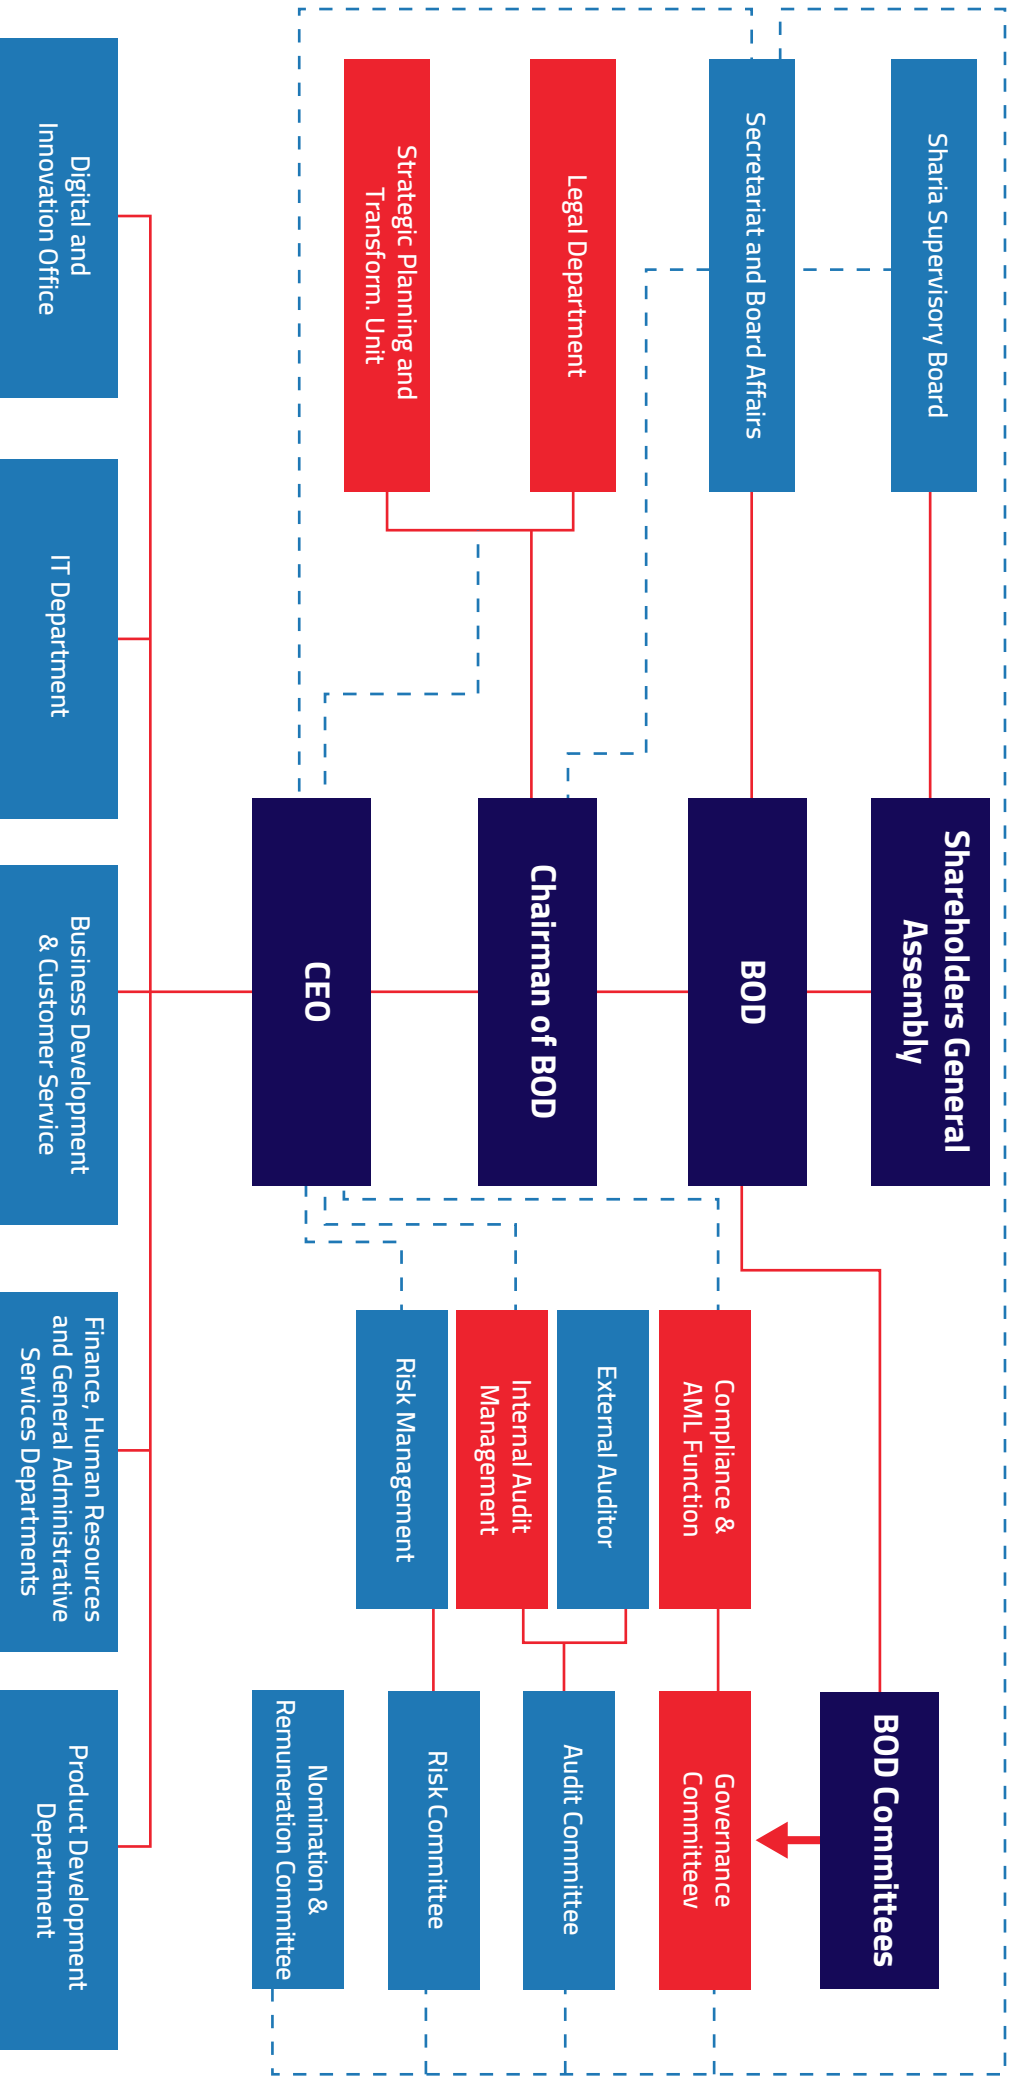 Shareholders General
Assembly
Sharia Supervisory Board
BOD
Secretariat and Board Affairs
BOD Committees
Chairman of BOD
Legal Department
Strategic Planning and
Transform. Unit
Compliance &
AML Function
Governance
Committeev
External Auditor
Internal Audit
Management
Audit Committee
Risk Management
Risk Committee
Nomination &
Remuneration Committee
CEO
Digital and
Innovation Office
IT Department
Business Development
& Customer Service
Finance, Human Resources
and General Administrative
Services Departments
Product Development
Department